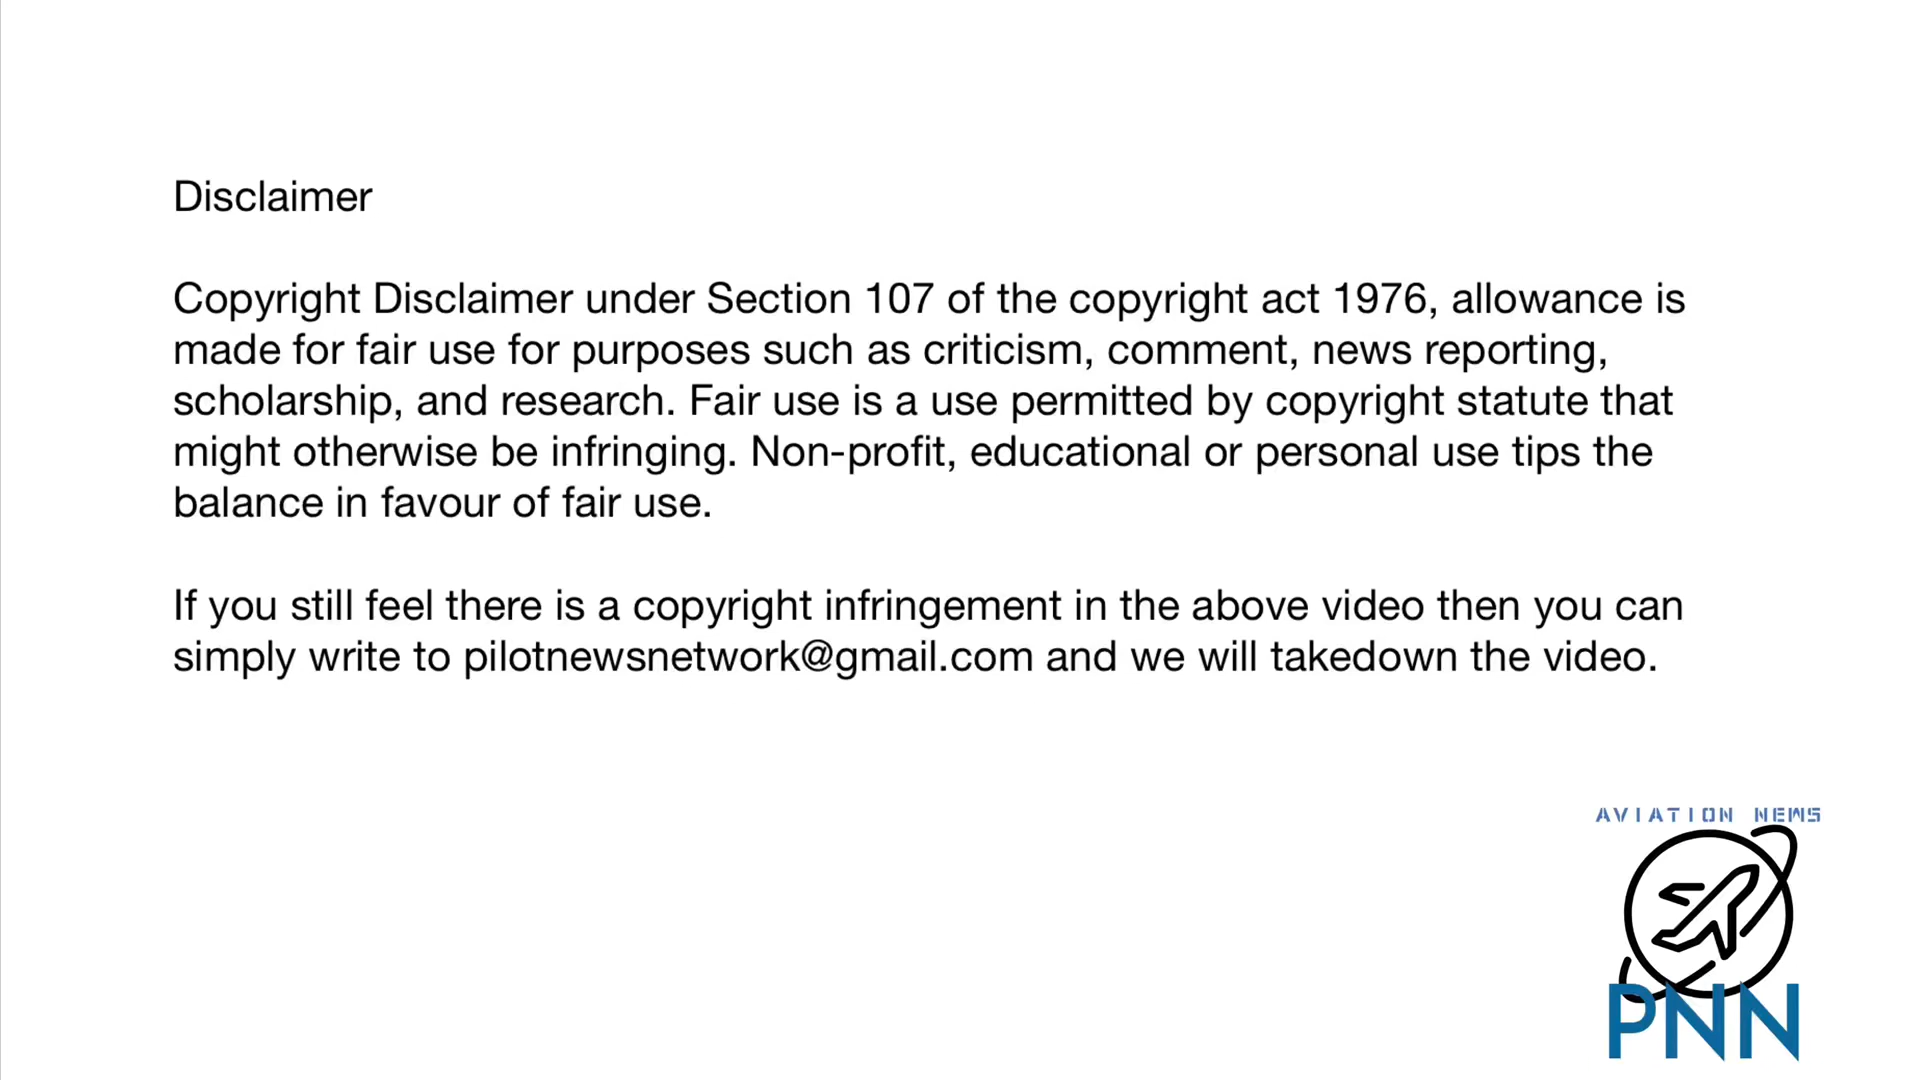 Disclaimer
Copyright Disclaimer under Section 107 of the copyright act 1976, allowance is
made for fair use for purposes such as criticism, comment, news reporting,
scholarship, and research. Fair use is a use permitted by copyright statute that
might otherwise be infringing. Non-profit, educational or personal use tips the
balance in favour of fair use.
If you still feel there is a copyright infringement in the above video then you can
simply write to pilotnewsnetwork@gmail.com and we will takedown the video.
AVIATION NEWS
PNN